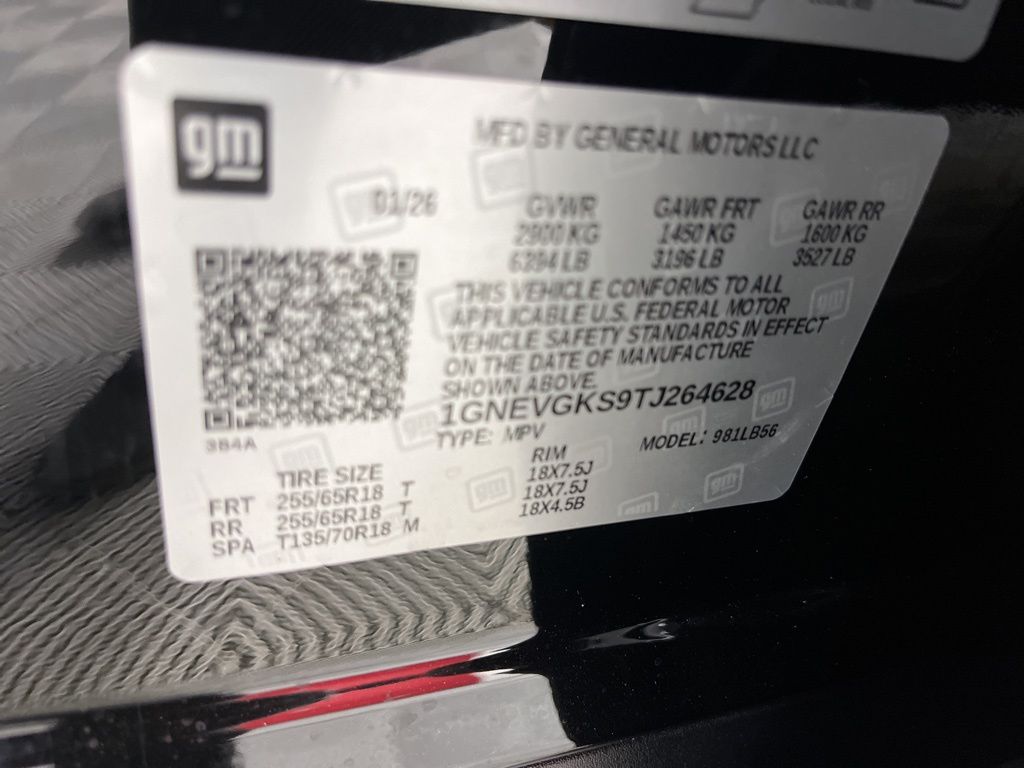 gm
MFD BY GENERAL MOTORS LLC
01/26 GVWR GAWR FRT GAWR RR
2900 KG 1450 KG 1600 KG
6394 LB 3196 LB 3527 LB
THIS VEHICLE CONFORMS TO ALL
APPLICABLE U.S. FEDERAL MOTOR
VEHICLE SAFETY STANDARDS IN EFFECT
ON THE DATE OF MANUFACTURE
SHOWN ABOVE.
1GNEVGKS9TJ264628
3B4A TYPE: MPV MODEL: 981LB56
TIRE SIZE RIM
FRT 255/65R18 T 18X7.5J
RR 255/65R18 T 18X7.5J
SPA T135/70R18 M 18X4.5B